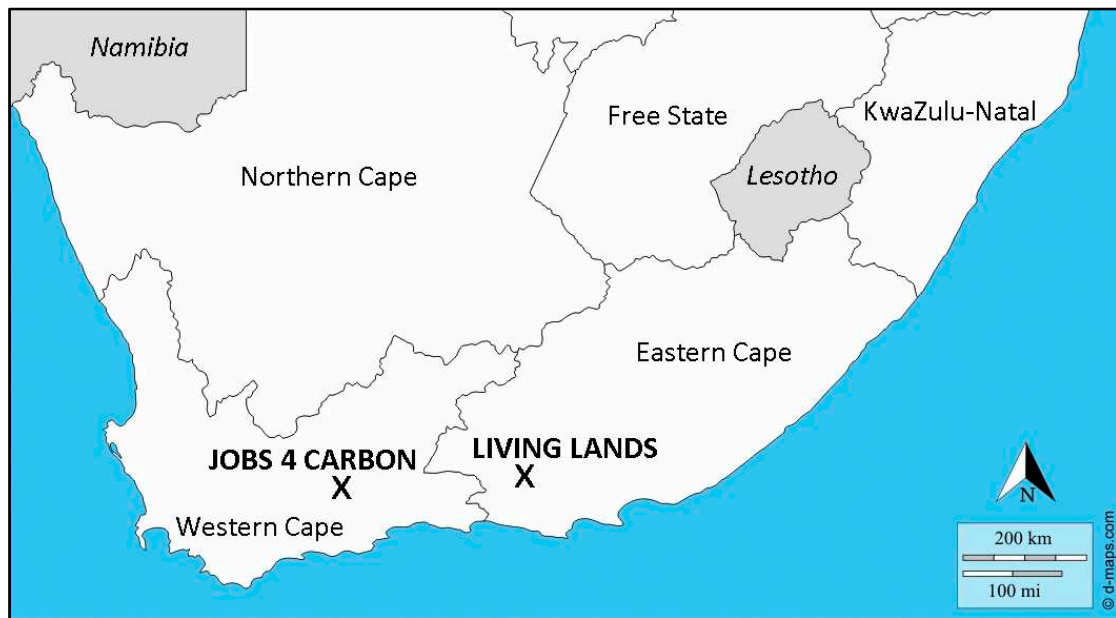 Namibia
Free State
KwaZulu-Natal
Northern Cape
Lesotho
Eastern Cape
LIVING LANDS
X
JOBS 4 CARBON
X
Western Cape
N
200 km
100 mi
© d-maps.com